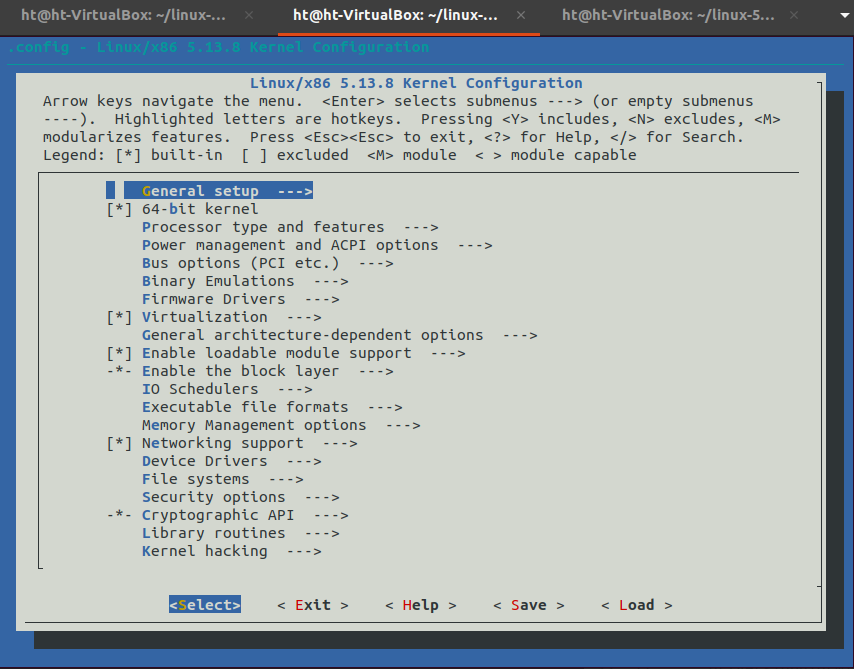 ht@ht-VirtualBox: ~/linux-... × ht@ht-VirtualBox: ~/linux-... × ht@ht-VirtualBox: ~/linux-5... ×
.config - Linux/x86 5.13.8 Kernel Configuration
Linux/x86 5.13.8 Kernel Configuration
Arrow keys navigate the menu.  <Enter> selects submenus ---> (or empty submenus
----).  Highlighted letters are hotkeys.  Pressing <Y> includes, <N> excludes, <M>
modularizes features.  Press <Esc><Esc> to exit, <?> for Help, </> for Search.
Legend: [*] built-in  [ ] excluded  <M> module  < > module capable
General setup  --->
[*] 64-bit kernel
Processor type and features  --->
Power management and ACPI options  --->
Bus options (PCI etc.)  --->
Binary Emulations  --->
Firmware Drivers  --->
[*] Virtualization  --->
General architecture-dependent options  --->
[*] Enable loadable module support  --->
-*- Enable the block layer  --->
IO Schedulers  --->
Executable file formats  --->
Memory Management options  --->
[*] Networking support  --->
Device Drivers  --->
File systems  --->
Security options  --->
-*- Cryptographic API  --->
Library routines  --->
Kernel hacking  --->
<Select>    < Exit >    < Help >    < Save >    < Load >